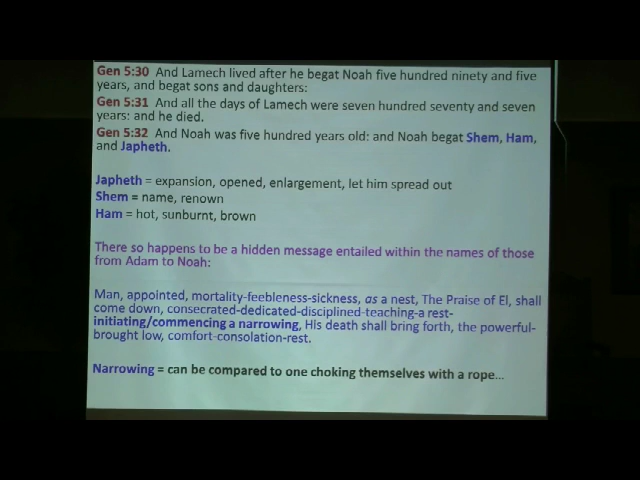 Gen 5:30 And Lamech lived after he begat Noah five hundred ninety and five
years, and begat sons and daughters:
Gen 5:31 And all the days of Lamech were seven hundred seventy and seven
years: and he died.
Gen 5:32 And Noah was five hundred years old: and Noah begat Shem, Ham,
and Japheth.
Japheth = expansion, opened, enlargement, let him spread out
Shem = name, renown
Ham = hot, sunburnt, brown
There so happens to be a hidden message entailed within the names of those
from Adam to Noah:
Man, appointed, mortality-feebleness-sickness, as a nest, The Praise of El, shall
come down, consecrated-dedicated-disciplined-teaching-a rest-
initiating/commencing a narrowing, His death shall bring forth, the powerful-
brought low, comfort-consolation-rest.
Narrowing = can be compared to one choking themselves with a rope...